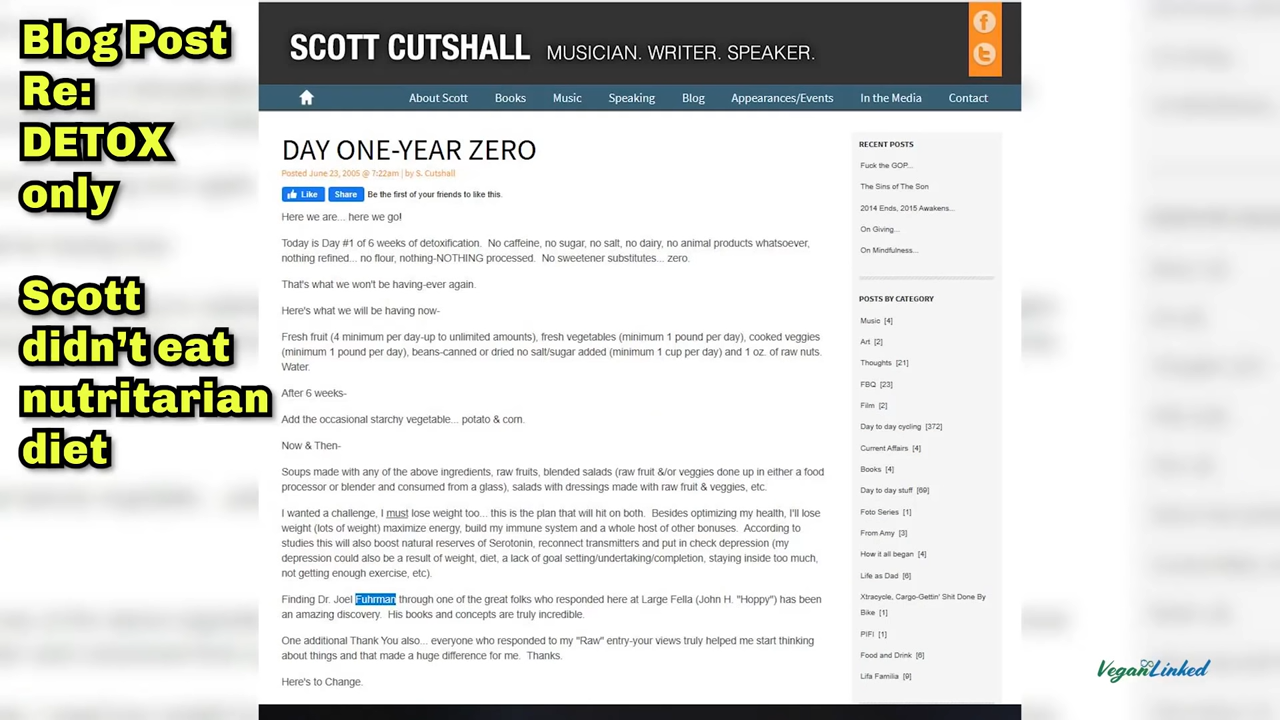 Blog Post
Re:
DETOX
only
Scott
didn't eat
nutritarian
diet
SCOTT CUTSHALL MUSICIAN. WRITER. SPEAKER.
About Scott Books Music Speaking Blog Appearances/Events In the Media Contact
DAY ONE-YEAR ZERO
Posted June 23, 2005 @ 7:22am | by S. Cutshall
Like Share Be the first of your friends to like this.
Here we are... here we go!
Today is Day #1 of 6 weeks of detoxification. No caffeine, no sugar, no salt, no dairy, no animal products whatsoever,
nothing refined... no flour, nothing-NOTHING processed. No sweetener substitutes... zero.
That's what we won't be having-ever again.
Here's what we will be having now-
Fresh fruit (4 minimum per day-up to unlimited amounts), fresh vegetables (minimum 1 pound per day), cooked veggies
(minimum 1 pound per day), beans-canned or dried no salt/sugar added (minimum 1 cup per day) and 1 oz. of raw nuts.
Water.
After 6 weeks-
Add the occasional starchy vegetable... potato & corn.
Now & Then-
Soups made with any of the above ingredients, raw fruits, blended salads (raw fruit &/or veggies done up in either a food
processor or blender and consumed from a glass), salads with dressings made with raw fruit & veggies, etc.
I wanted a challenge, I must lose weight too... this is the plan that will hit on both. Besides optimizing my health, I'll lose
weight (lots of weight) maximize energy, build my immune system and a whole host of other bonuses. According to
studies this will also boost natural reserves of Serotonin, reconnect transmitters and put in check depression (my
depression could also be a result of weight, diet, a lack of goal setting/undertaking/completion, staying inside too much,
not getting enough exercise, etc).
Finding Dr. Joel Fuhrman through one of the great folks who responded here at Large Fella (John H. "Hoppy") has been
an amazing discovery. His books and concepts are truly incredible.
One additional Thank You also... everyone who responded to my "Raw" entry-your views truly helped me start thinking
about things and that made a huge difference for me. Thanks.
Here's to Change.
RECENT POSTS
Fuck the GOP...
The Sins of The Son
2014 Ends, 2015 Awakens...
On Giving...
On Mindfulness...
POSTS BY CATEGORY
Music [4]
Art [2]
Thoughts [21]
FBQ [23]
Film [2]
Day to day cycling [372]
Current Affairs [4]
Books [4]
Day to day stuff [69]
Foto Series [1]
From Amy [3]
How it all began [4]
Life as Dad [6]
Xtracycle, Cargo-Gettin' Shit Done By
Bike [1]
PIFI [1]
Food and Drink [6]
Lifa Familia [9]
VeganLinked